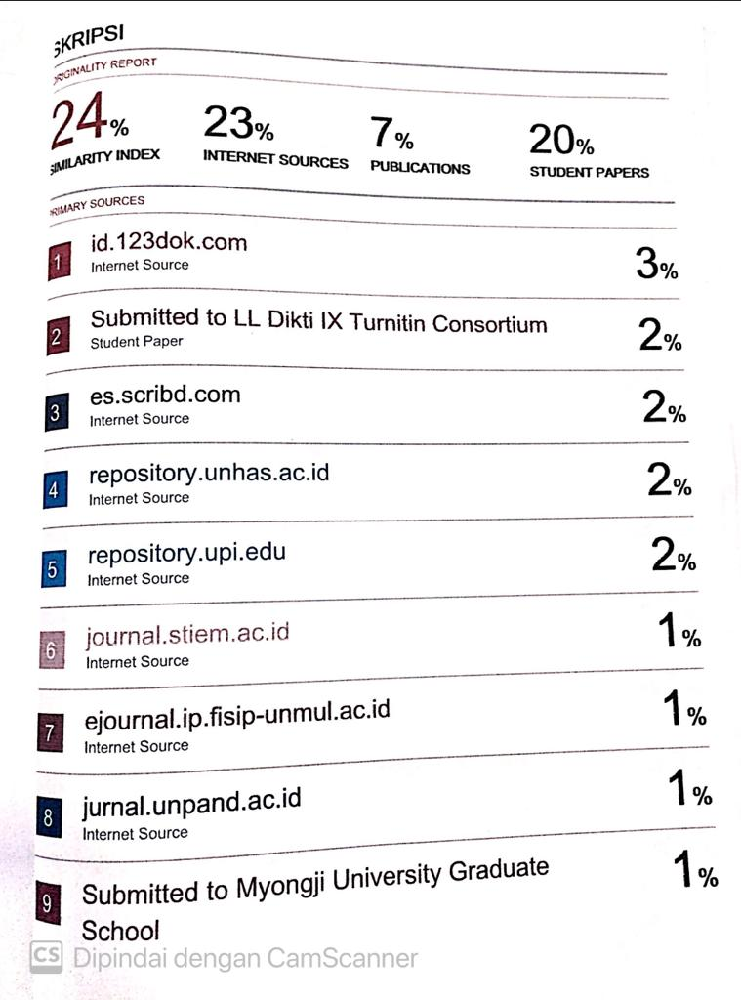 SKRIPSI
ORIGINALITY REPORT
24% 23% 7% 20%
SIMILARITY INDEX INTERNET SOURCES PUBLICATIONS STUDENT PAPERS
PRIMARY SOURCES
1 id.123dok.com 3%
Internet Source
2 Submitted to LL Dikti IX Turnitin Consortium 2%
Student Paper
3 es.scribd.com 2%
Internet Source
4 repository.unhas.ac.id 2%
Internet Source
5 repository.upi.edu 2%
Internet Source
6 journal.stiem.ac.id 1%
Internet Source
7 ejournal.ip.fisip-unmul.ac.id 1%
Internet Source
8 jurnal.unpand.ac.id 1%
Internet Source
9 Submitted to Myongji University Graduate 1%
School
CS Dipindai dengan CamScanner